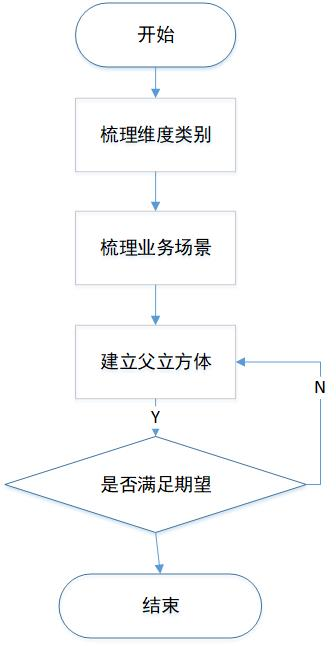 开始
梳理维度类别
梳理业务场景
建立父立方体
N
Y
是否满足期望
结束